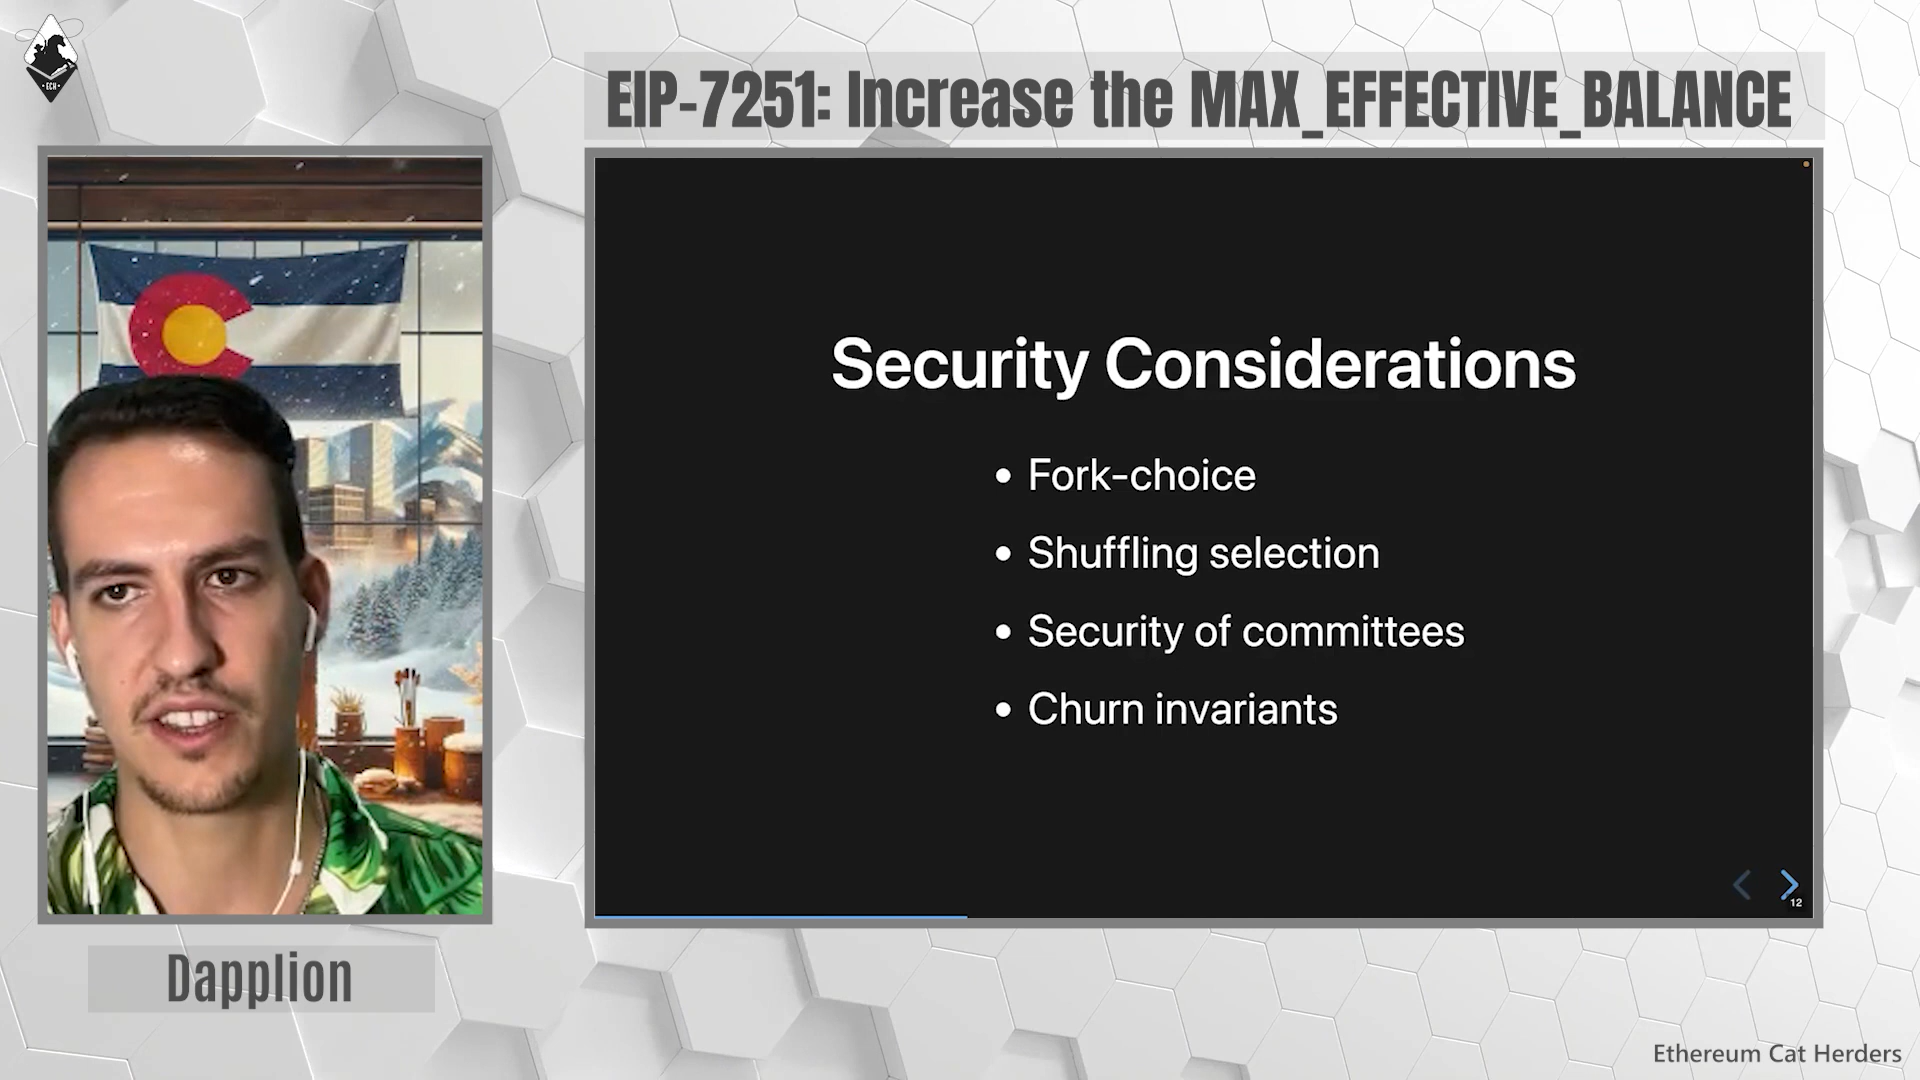 EIP-7251: Increase the MAX_EFFECTIVE_BALANCE
ECH
Security Considerations
• Fork-choice
• Shuffling selection
• Security of committees
• Churn invariants
12
Dapplion
Ethereum Cat Herders